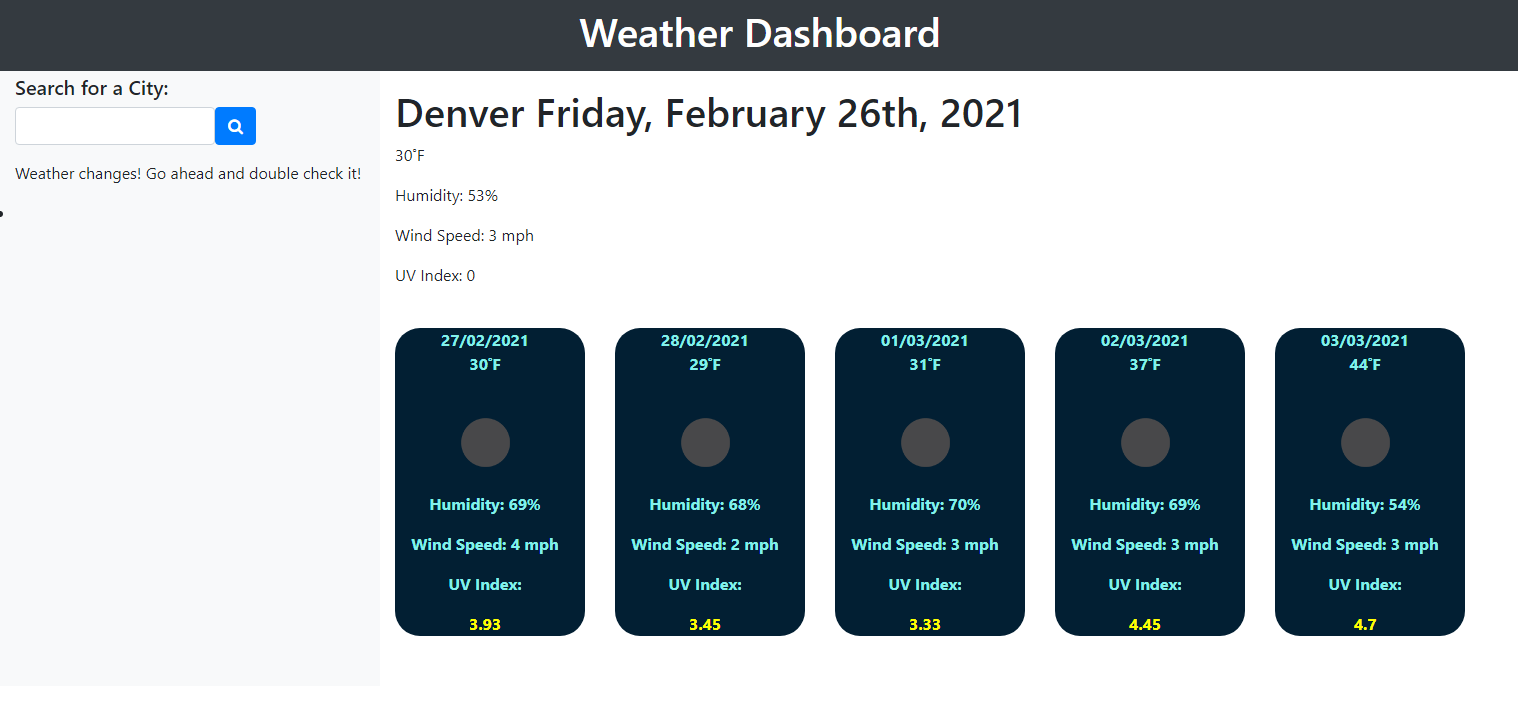 Weather Dashboard
Search for a City:
Weather changes! Go ahead and double check it!
Denver Friday, February 26th, 2021
30˚F
Humidity: 53%
Wind Speed: 3 mph
UV Index: 0
27/02/2021
30˚F
Humidity: 69%
Wind Speed: 4 mph
UV Index:
3.93
28/02/2021
29˚F
Humidity: 68%
Wind Speed: 2 mph
UV Index:
3.45
01/03/2021
31˚F
Humidity: 70%
Wind Speed: 3 mph
UV Index:
3.33
02/03/2021
37˚F
Humidity: 69%
Wind Speed: 3 mph
UV Index:
4.45
03/03/2021
44˚F
Humidity: 54%
Wind Speed: 3 mph
UV Index:
4.7